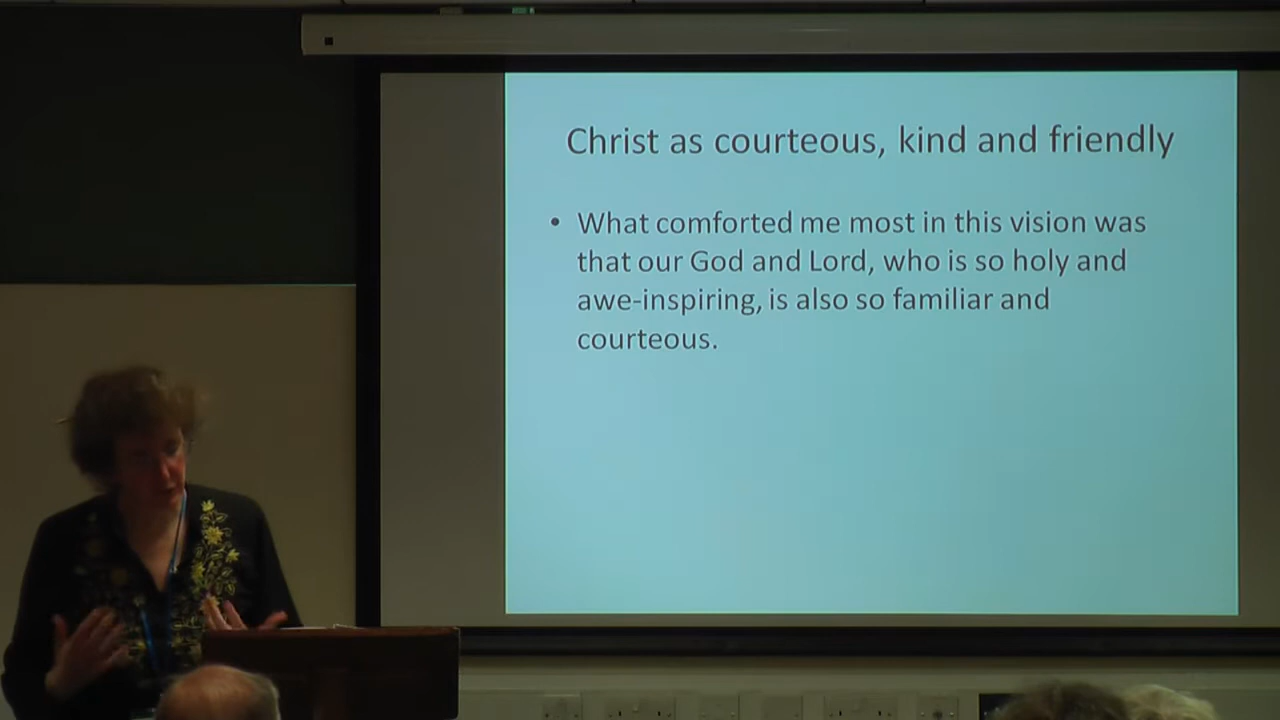 Christ as courteous, kind and friendly
• What comforted me most in this vision was
that our God and Lord, who is so holy and
awe-inspiring, is also so familiar and
courteous.